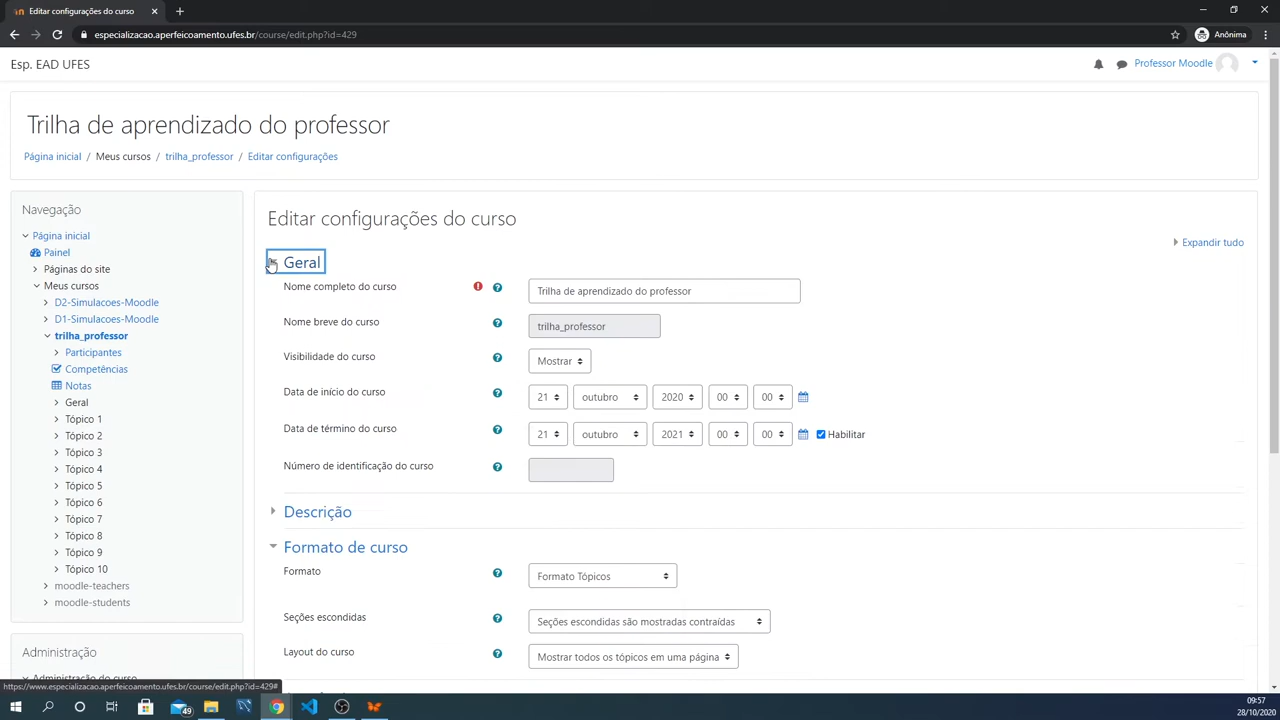 Editar configurações do curso
especializacao.aperfeicoamento.ufes.br/course/edit.php?id=429
Anônima
Esp. EAD UFES
Professor Moodle
Trilha de aprendizado do professor
Página inicial / Meus cursos / trilha_professor / Editar configurações
Navegação
Página inicial
Painel
Páginas do site
Meus cursos
D2-Simulacoes-Moodle
D1-Simulacoes-Moodle
trilha_professor
Participantes
Competências
Notas
Geral
Tópico 1
Tópico 2
Tópico 3
Tópico 4
Tópico 5
Tópico 6
Tópico 7
Tópico 8
Tópico 9
Tópico 10
moodle-teachers
moodle-students
Administração
Administração do curso
Editar configurações do curso
Expandir tudo
Geral
Nome completo do curso
Trilha de aprendizado do professor
Nome breve do curso
trilha_professor
Visibilidade do curso
Mostrar
Data de início do curso
21 outubro 2020 00 00
Data de término do curso
21 outubro 2021 00 00 Habilitar
Número de identificação do curso
Descrição
Formato de curso
Formato
Formato Tópicos
Seções escondidas
Seções escondidas são mostradas contraídas
Layout do curso
Mostrar todos os tópicos em uma página
https://www.especializacao.aperfeicoamento.ufes.br/course/edit.php?id=429#
49
09:57
28/10/2020